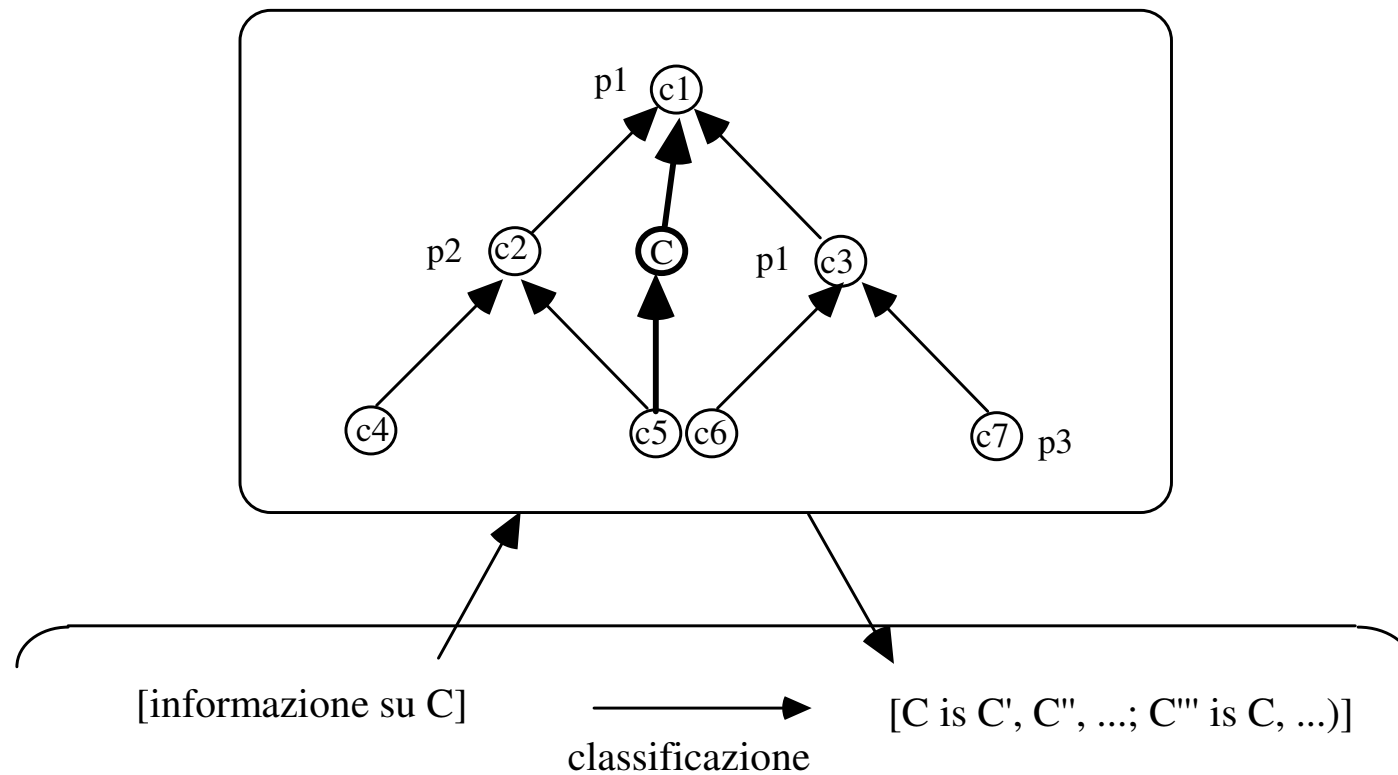 p1 c1
p2 c2 C p1 c3
c4 c5 c6 c7 p3
[informazione su C] [C is C', C'', ...; C''' is C, ...)]
classificazione